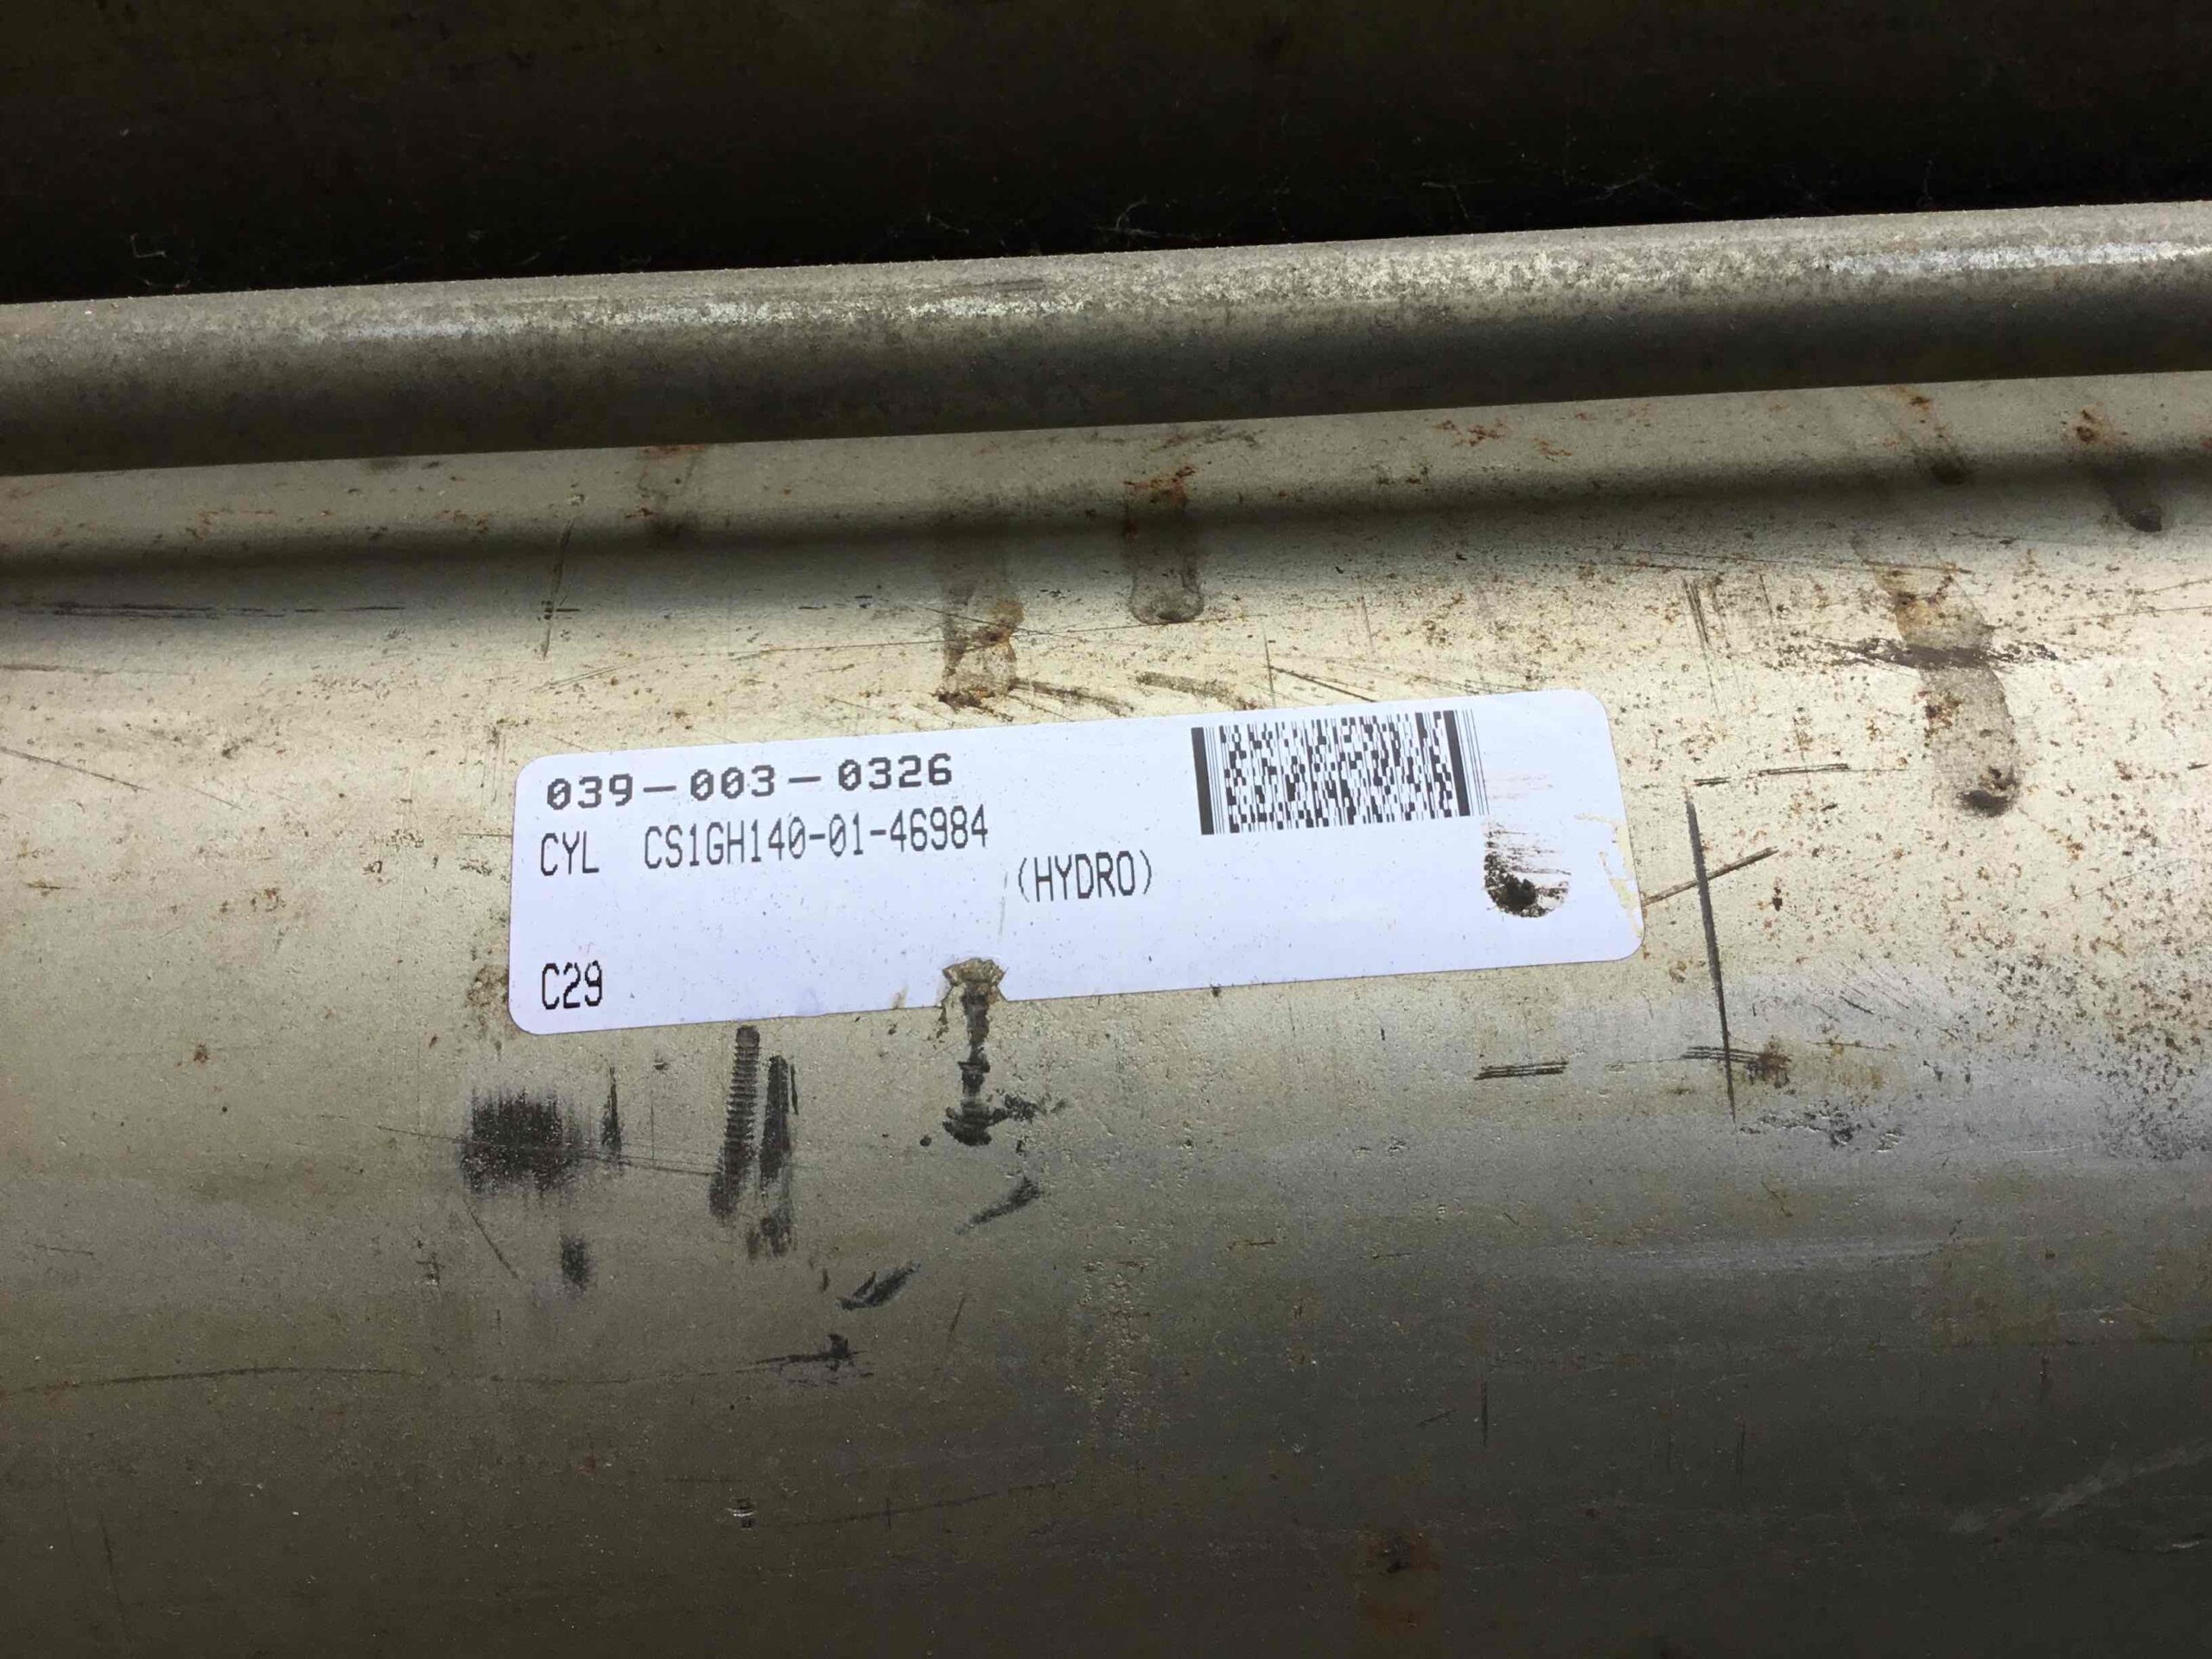 039-003-0326
CYL CS1GH140-01-46984
(HYDRO)
C29